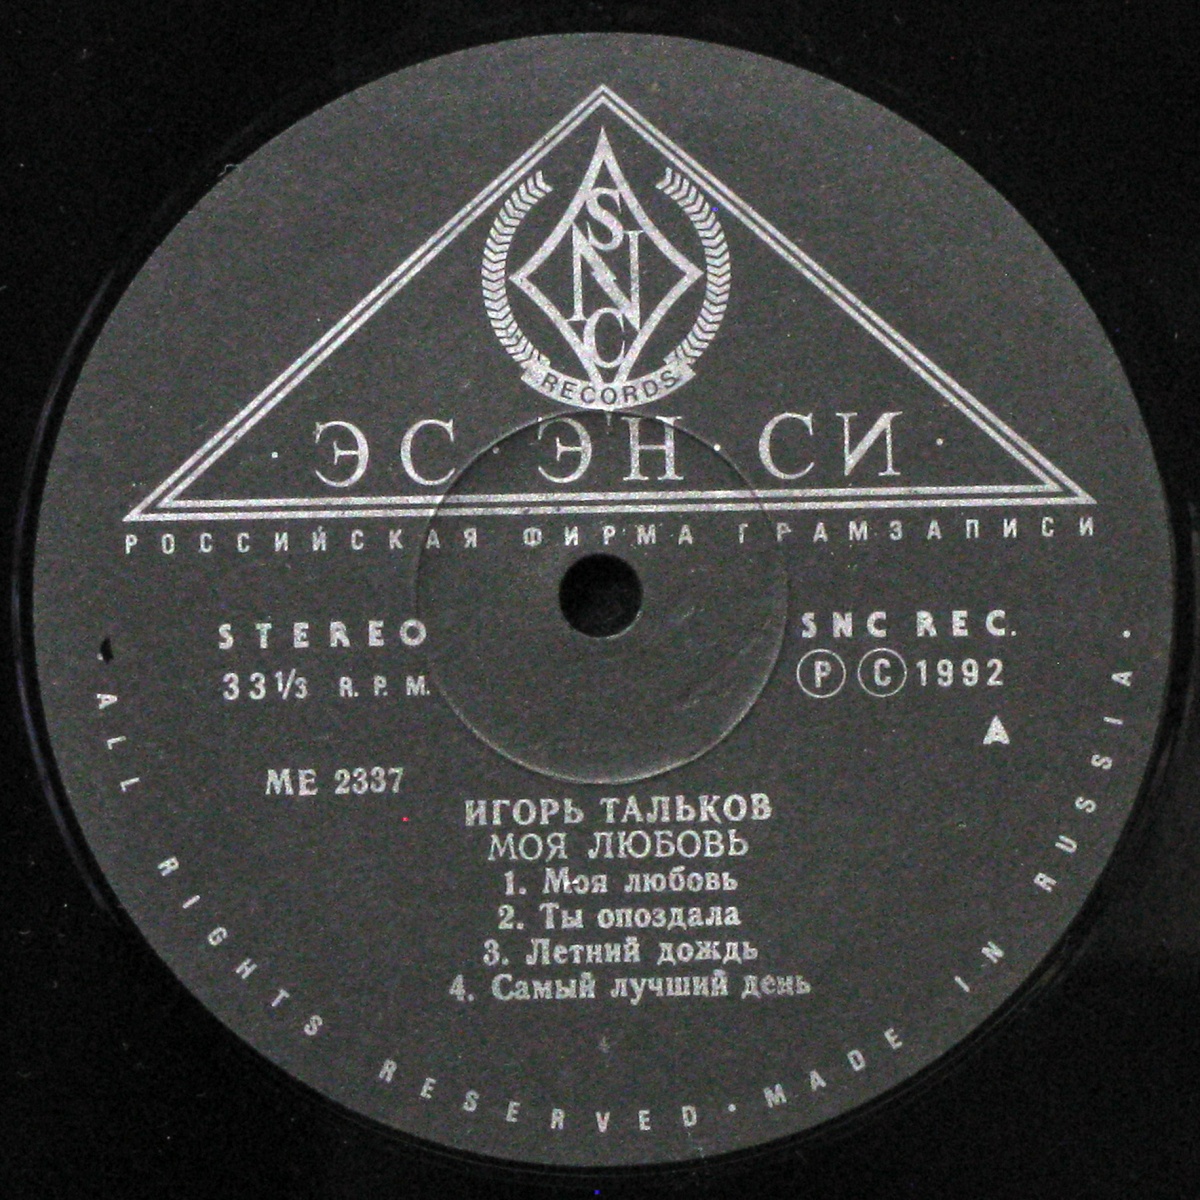 SNC
RECORDS
· ЭС · ЭН · СИ ·
РОССИЙСКАЯ ФИРМА ГРАМЗАПИСИ
STEREO
33 1/3 R.P.M.
SNC REC.
Ⓟ Ⓒ 1992
A
ME 2337
ИГОРЬ ТАЛЬКОВ
МОЯ ЛЮБОВЬ
1. Моя любовь
2. Ты опоздала
3. Летний дождь
4. Самый лучший день
· ALL RIGHTS RESERVED · MADE IN RUSSIA ·